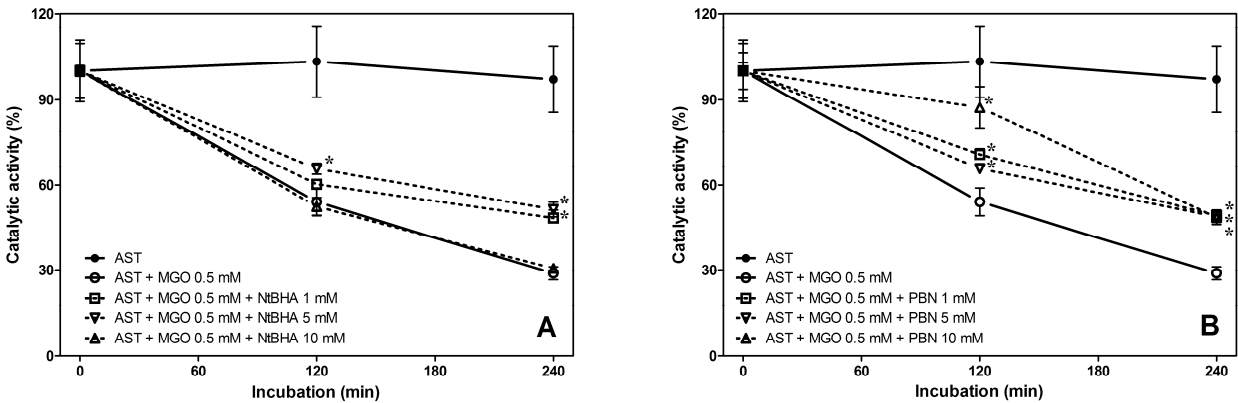 120
90
60
30
0
Catalytic activity (%)
*
*
*
AST
AST + MGO 0.5 mM
AST + MGO 0.5 mM + NtBHA 1 mM
AST + MGO 0.5 mM + NtBHA 5 mM
AST + MGO 0.5 mM + NtBHA 10 mM
A
0 60 120 180 240
Incubation (min)
120
90
60
30
0
Catalytic activity (%)
*
*
*
*
*
*
AST
AST + MGO 0.5 mM
AST + MGO 0.5 mM + PBN 1 mM
AST + MGO 0.5 mM + PBN 5 mM
AST + MGO 0.5 mM + PBN 10 mM
B
0 60 120 180 240
Incubation (min)